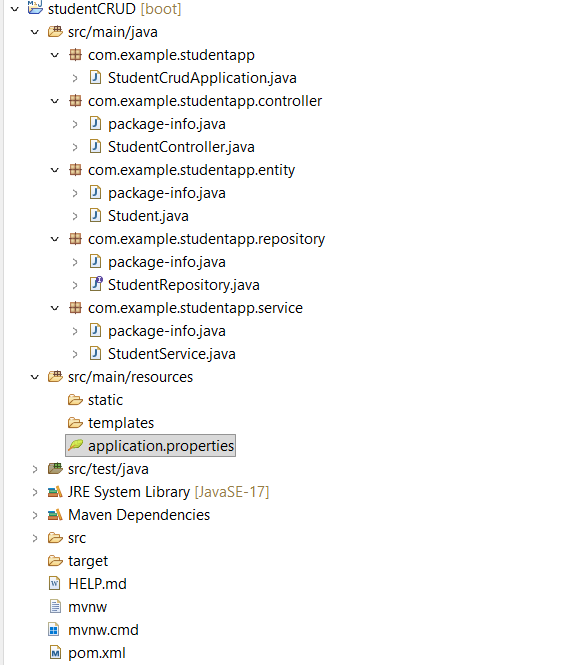 studentCRUD [boot]
src/main/java
com.example.studentapp
StudentCrudApplication.java
com.example.studentapp.controller
package-info.java
StudentController.java
com.example.studentapp.entity
package-info.java
Student.java
com.example.studentapp.repository
package-info.java
StudentRepository.java
com.example.studentapp.service
package-info.java
StudentService.java
src/main/resources
static
templates
application.properties
src/test/java
JRE System Library [JavaSE-17]
Maven Dependencies
src
target
HELP.md
mvnw
mvnw.cmd
pom.xml